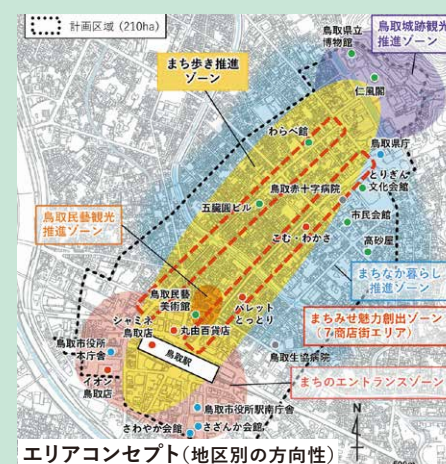 計画区域（210ha）
鳥取県立
博物館
鳥取城跡観光
推進ゾーン
まち歩き推進
ゾーン
仁風閣
わらべ館
鳥取県庁
とりぎん
文化会館
鳥取赤十字病院
五臓圓ビル
市民会館
鳥取民藝観光
推進ゾーン
こむ・わかさ
高砂屋
まちなか暮らし
推進ゾーン
鳥取民藝
美術館
パレット
とっとり
シャミネ
鳥取店
丸由百貨店
まちみせ魅力創出ゾーン
（7商店街エリア）
鳥取駅
鳥取市役所
本庁舎
鳥取生協病院
イオン
鳥取店
まちのエントランスゾーン
鳥取市役所駅南庁舎
さざんか会館
さわやか会館
N
500m
エリアコンセプト（地区別の方向性）